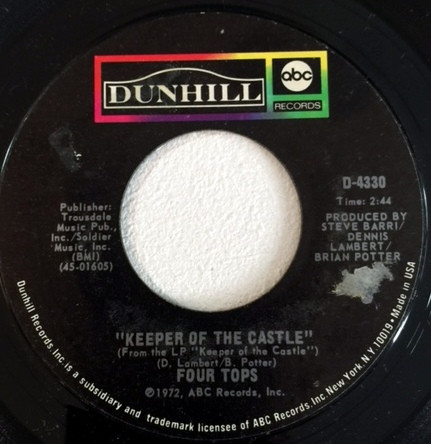 DUNHILL
abc
RECORDS
D-4330
Time: 2:44
PRODUCED BY
STEVE BARRI/
DENNIS
LAMBERT/
BRIAN POTTER
Publisher:
Trousdale
Music Pub.,
Inc./Soldier
Music, Inc.
(BMI)
(45-01605)
"KEEPER OF THE CASTLE"
(From the LP "Keeper of the Castle")
(D. Lambert/B. Potter)
FOUR TOPS
©1972, ABC Records, Inc.
Dunhill Records, Inc is a subsidiary and trademark licensee of ABC Records, Inc. New York, N.Y. 10019 • Made in USA